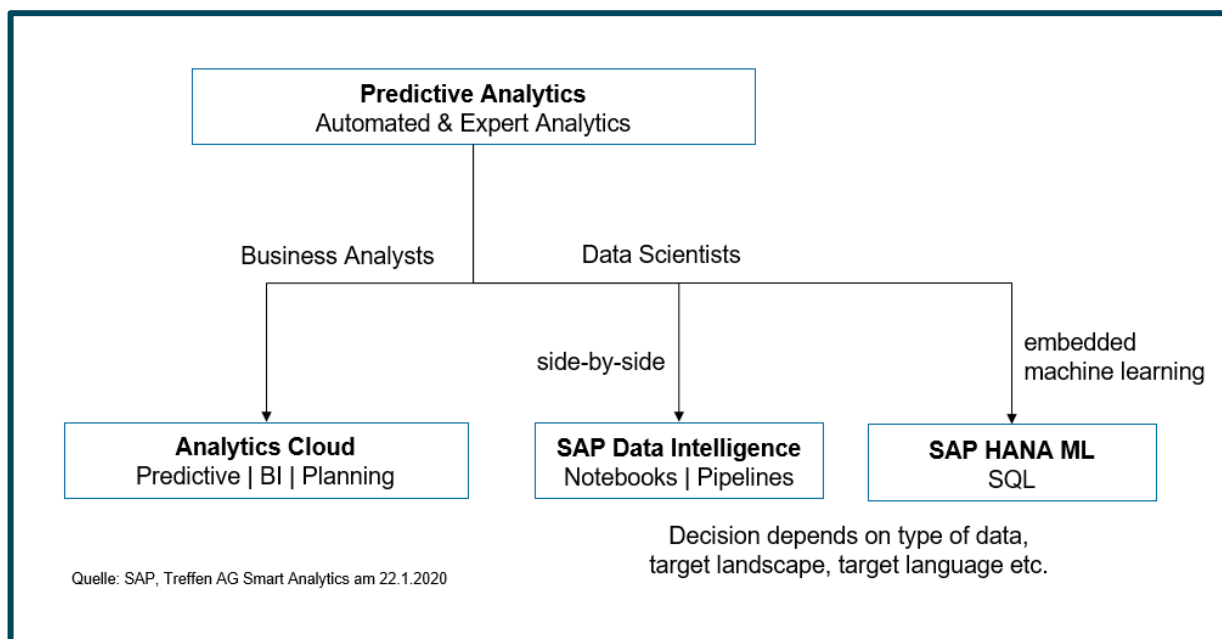 Predictive Analytics
Automated & Expert Analytics
Business Analysts
Data Scientists
side-by-side
embedded
machine learning
Analytics Cloud
Predictive | BI | Planning
SAP Data Intelligence
Notebooks | Pipelines
SAP HANA ML
SQL
Decision depends on type of data,
target landscape, target language etc.
Quelle: SAP, Treffen AG Smart Analytics am 22.1.2020